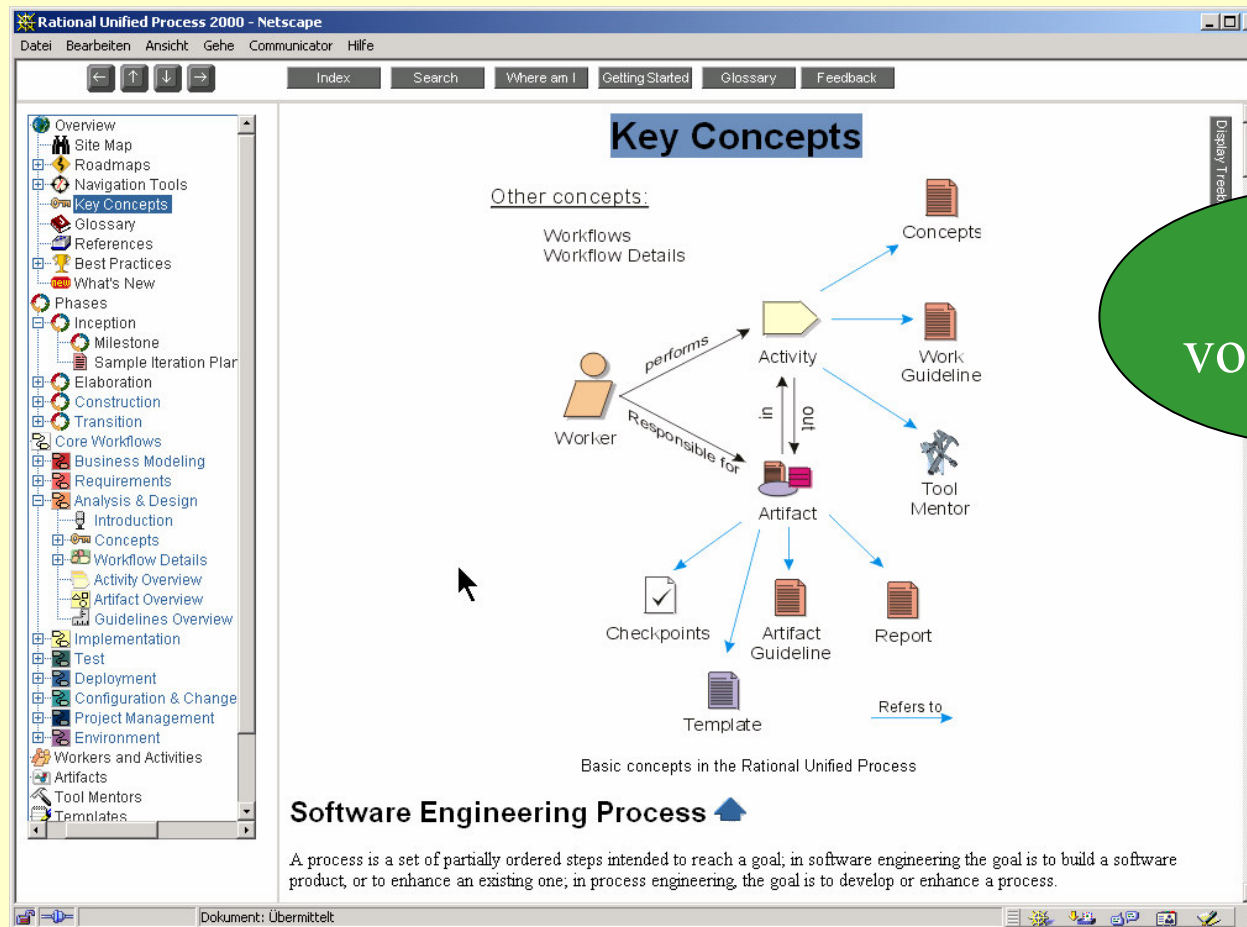 Rational Unified Process 2000 - Netscape
Datei Bearbeiten Ansicht Gehe Communicator Hilfe
Index Search Where am I Getting Started Glossary Feedback
Overview
Site Map
Roadmaps
Navigation Tools
Key Concepts
Glossary
References
Best Practices
new What's New
Phases
Inception
Milestone
Sample Iteration Plan
Elaboration
Construction
Transition
Core Workflows
Business Modeling
Requirements
Analysis & Design
Introduction
Concepts
Workflow Details
Activity Overview
Artifact Overview
Guidelines Overview
Implementation
Test
Deployment
Configuration & Change
Project Management
Environment
Workers and Activities
Artifacts
Tool Mentors
Templates
Key Concepts
Display Treeb
Other concepts:
Workflows
Workflow Details
Concepts
performs
Activity
Work
Guideline
Worker
Responsible for
in
out
Tool
Mentor
Artifact
Checkpoints
Artifact
Guideline
Report
Template
Refers to
Basic concepts in the Rational Unified Process
vo
Software Engineering Process
A process is a set of partially ordered steps intended to reach a goal; in software engineering the goal is to build a software
product, or to enhance an existing one; in process engineering, the goal is to develop or enhance a process.
Dokument: Übermittelt